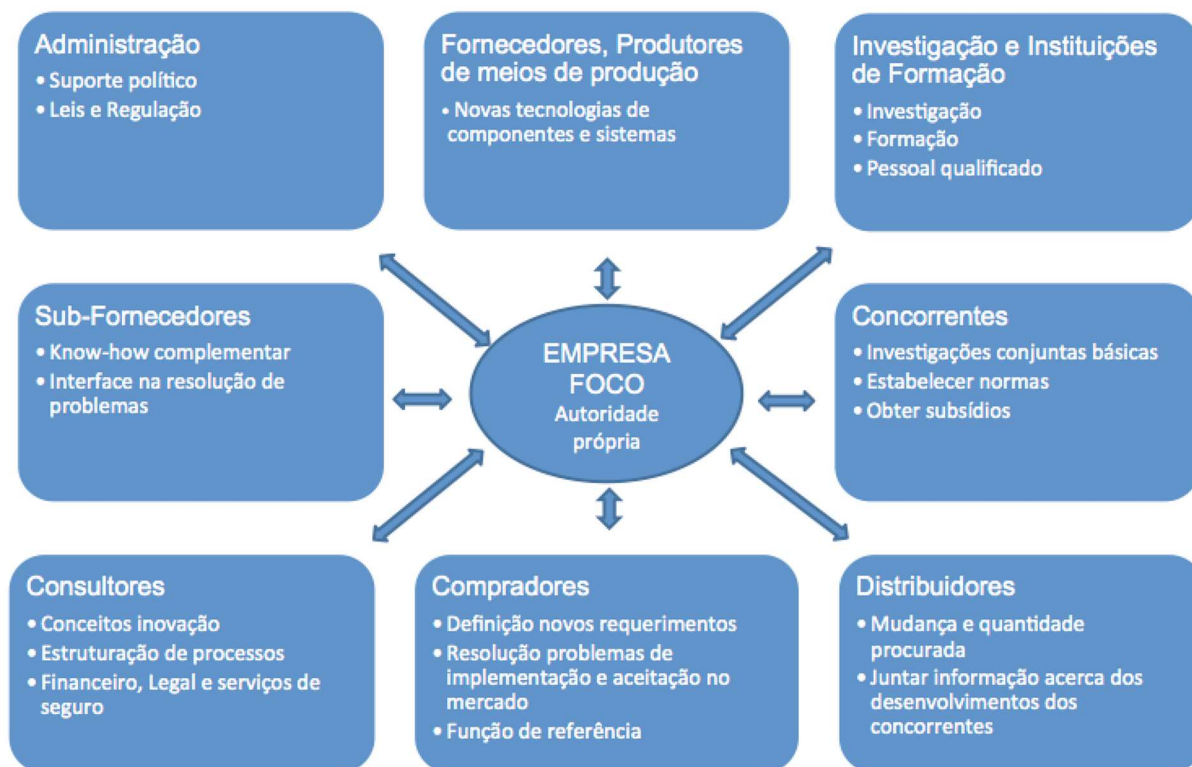 Administração
• Suporte político
• Leis e Regulação
Fornecedores, Produtores
de meios de produção
• Novas tecnologias de
componentes e sistemas
Investigação e Instituições
de Formação
• Investigação
• Formação
• Pessoal qualificado
Sub-Fornecedores
• Know-how complementar
• Interface na resolução de
problemas
EMPRESA
FOCO
Autoridade
própria
Concorrentes
• Investigações conjuntas básicas
• Estabelecer normas
• Obter subsídios
Consultores
• Conceitos inovação
• Estruturação de processos
• Financeiro, Legal e serviços de
seguro
Compradores
• Definição novos requerimentos
• Resolução problemas de
implementação e aceitação no
mercado
• Função de referência
Distribuidores
• Mudança e quantidade
procurada
• Juntar informação acerca dos
desenvolvimentos dos
concorrentes